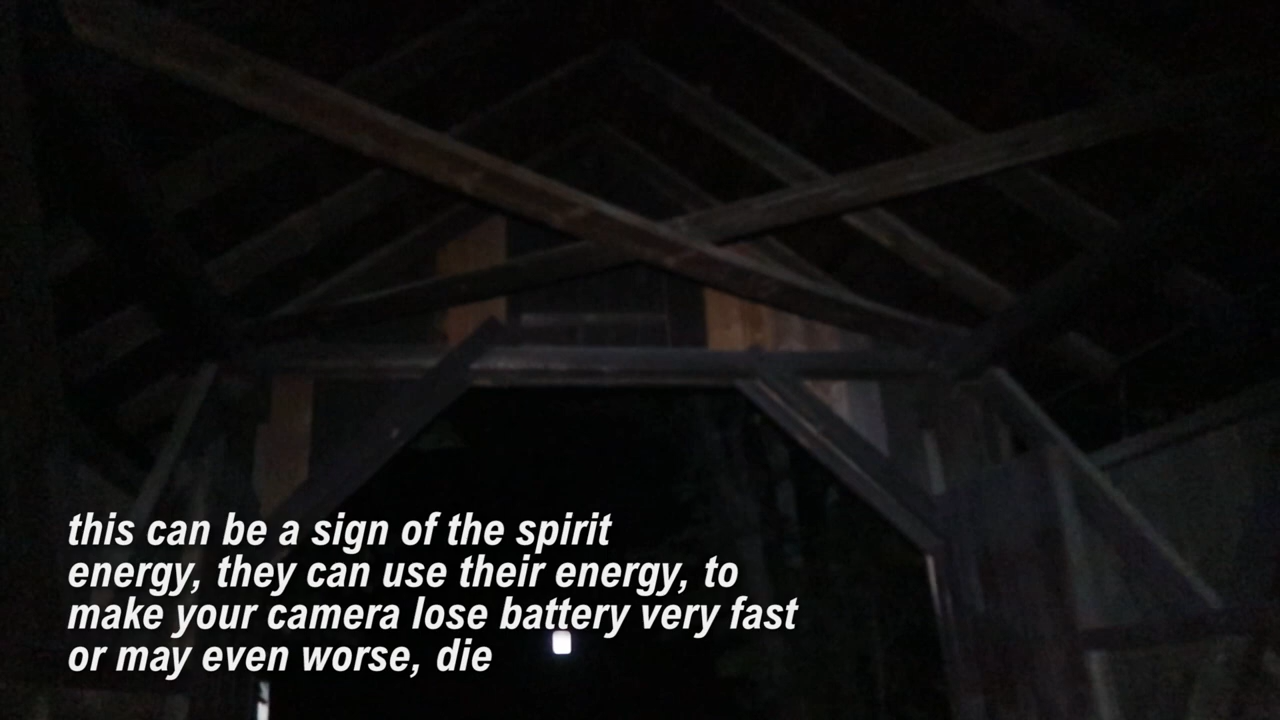 this can be a sign of the spirit
energy, they can use their energy, to
make your camera lose battery very fast
or may even worse, die